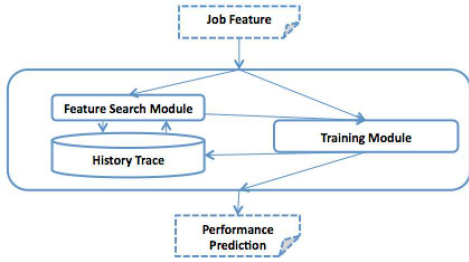 Job Feature
Feature Search Module
Training Module
History Trace
Performance
Prediction